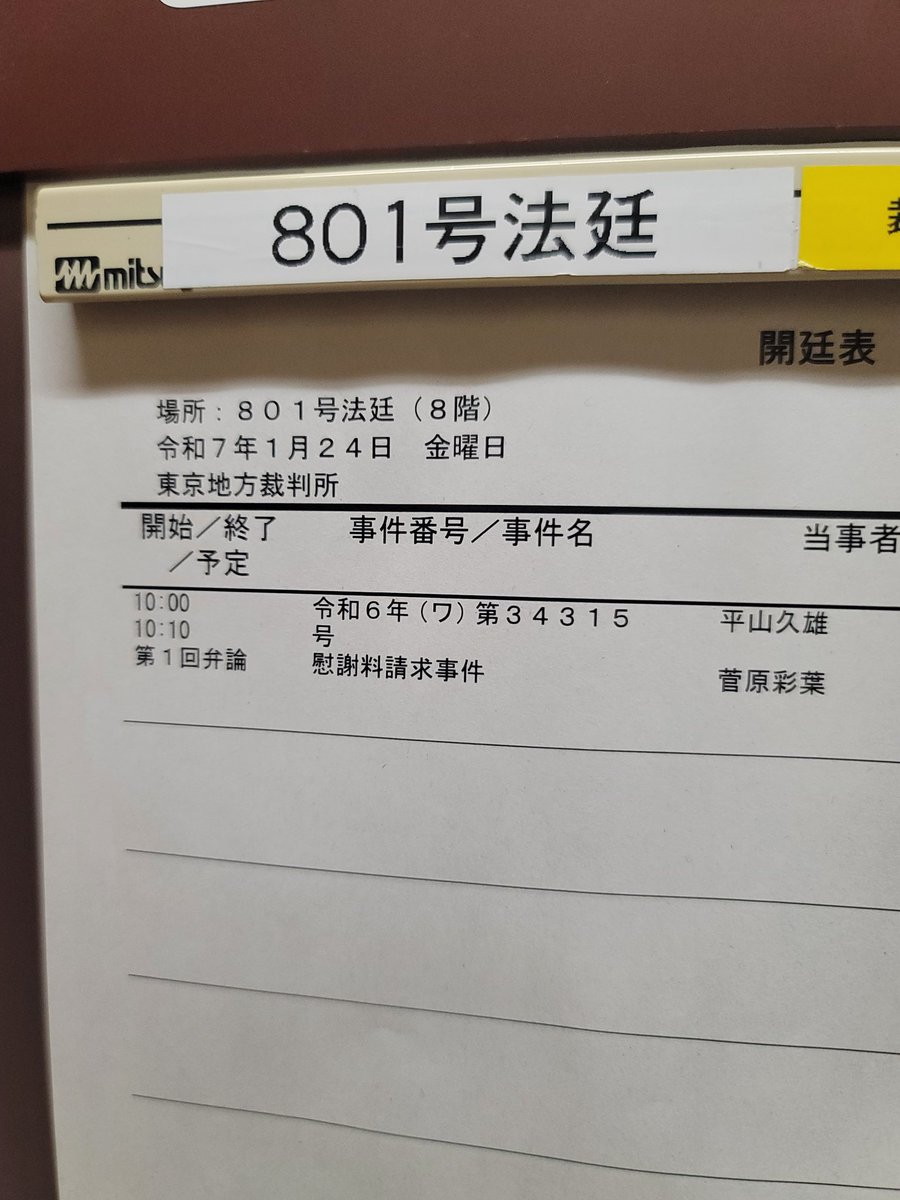 801号法廷
mits
開廷表
場所:801号法廷(8階)
令和7年1月24日 金曜日
東京地方裁判所
開始/終了
/予定
事件番号/事件名
当事者
10:00
10:10
第1回弁論
令和6年(ワ)第34315
号
慰謝料請求事件
平山久雄
菅原彩葉